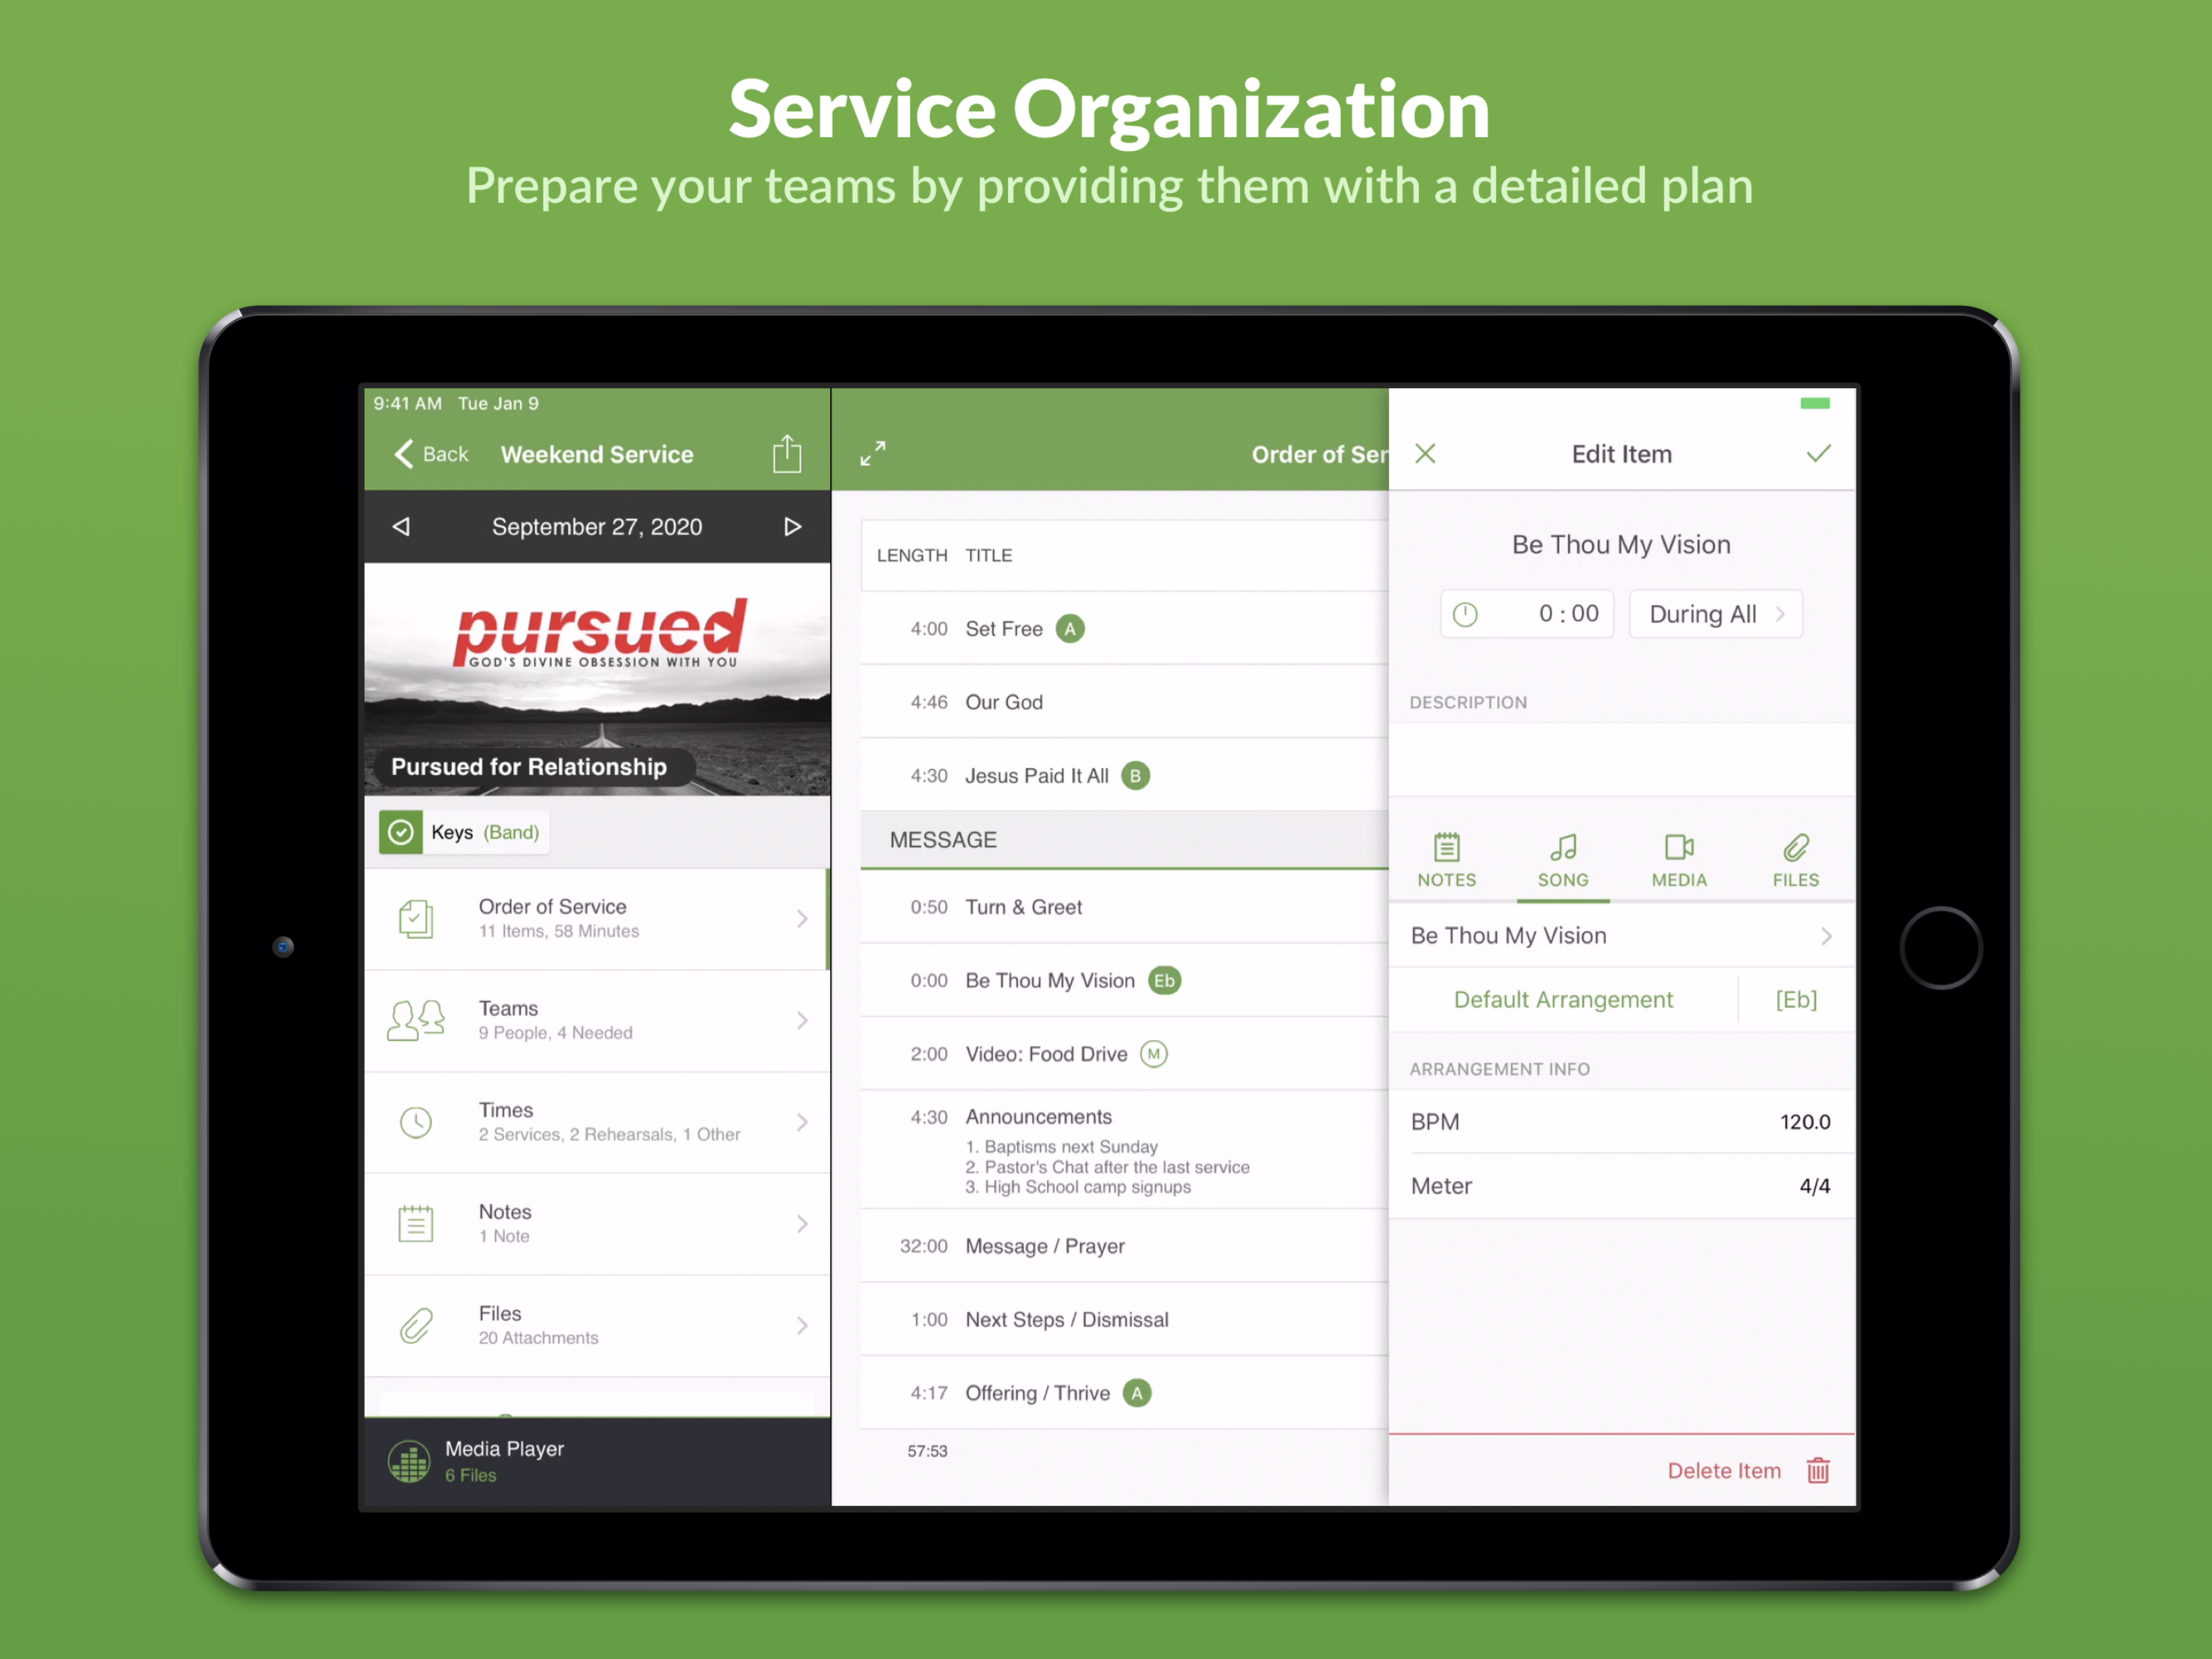 Service Organization
Prepare your teams by providing them with a detailed plan
9:41 AM Tue Jan 9
Back Weekend Service
September 27, 2020
pursued
GOD'S DIVINE OBSESSION WITH YOU
Pursued for Relationship
Keys (Band)
Order of Service
11 Items, 58 Minutes
Teams
9 People, 4 Needed
Times
2 Services, 2 Rehearsals, 1 Other
Notes
1 Note
Files
20 Attachments
Media Player
6 Files
Order of Ser
LENGTH TITLE
4:00 Set Free A
4:46 Our God
4:30 Jesus Paid It All B
MESSAGE
0:50 Turn & Greet
0:00 Be Thou My Vision Eb
2:00 Video: Food Drive M
4:30 Announcements
1. Baptisms next Sunday
2. Pastor's Chat after the last service
3. High School camp signups
32:00 Message / Prayer
1:00 Next Steps / Dismissal
4:17 Offering / Thrive A
57:53
Edit Item
Be Thou My Vision
0 : 00 During All
DESCRIPTION
NOTES SONG MEDIA FILES
Be Thou My Vision
Default Arrangement [Eb]
ARRANGEMENT INFO
BPM 120.0
Meter 4/4
Delete Item